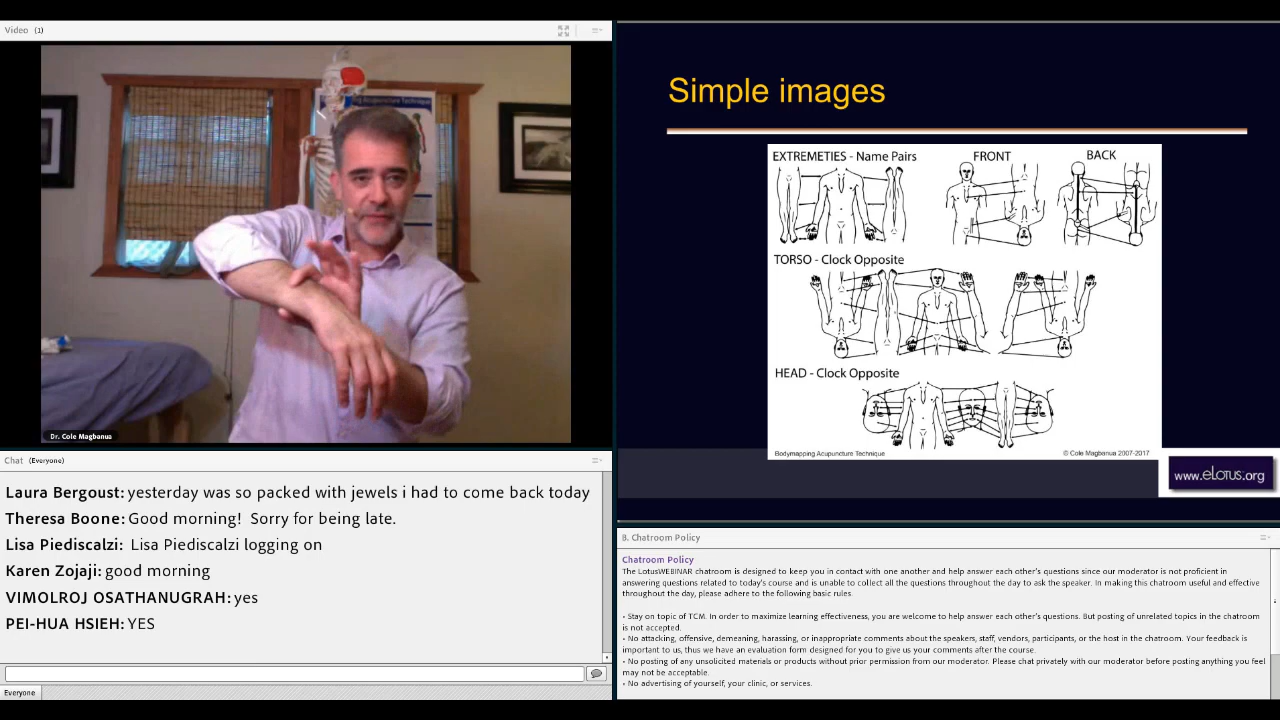 Video (1)
ng Acupuncture Technique
Dr. Cole Magbanua
Chat (Everyone)
Laura Bergoust: yesterday was so packed with jewels i had to come back today
Theresa Boone: Good morning! Sorry for being late.
Lisa Piediscalzi: Lisa Piediscalzi logging on
Karen Zojaji: good morning
VIMOLROJ OSATHANUGRAH: yes
PEI-HUA HSIEH: YES
Everyone
Simple images
EXTREMETIES - Name Pairs
FRONT
BACK
TORSO - Clock Opposite
HEAD - Clock Opposite
Bodymapping Acupuncture Technique
© Cole Magbanua 2007-2017
www.eLotus.org
8. Chatroom Policy
Chatroom Policy
The LotusWEBINAR chatroom is designed to keep you in contact with one another and help answer each other's questions since our moderator is not proficient in
answering questions related to today's course and is unable to collect all the questions throughout the day to ask the speaker. In making this chatroom useful and effective
throughout the day, please adhere to the following basic rules.
• Stay on topic of TCM. In order to maximize learning effectiveness, you are welcome to help answer each other's questions. But posting of unrelated topics in the chatroom
is not accepted.
• No attacking, offensive, demeaning, harassing, or inappropriate comments about the speakers, staff, vendors, participants, or the host in the chatroom. Your feedback is
important to us, thus we have an evaluation form designed for you to give us your comments after the course.
• No posting of any unsolicited materials or products without prior permission from our moderator. Please chat privately with our moderator before posting anything you feel
may not be acceptable.
• No advertising of yourself, your clinic, or services.